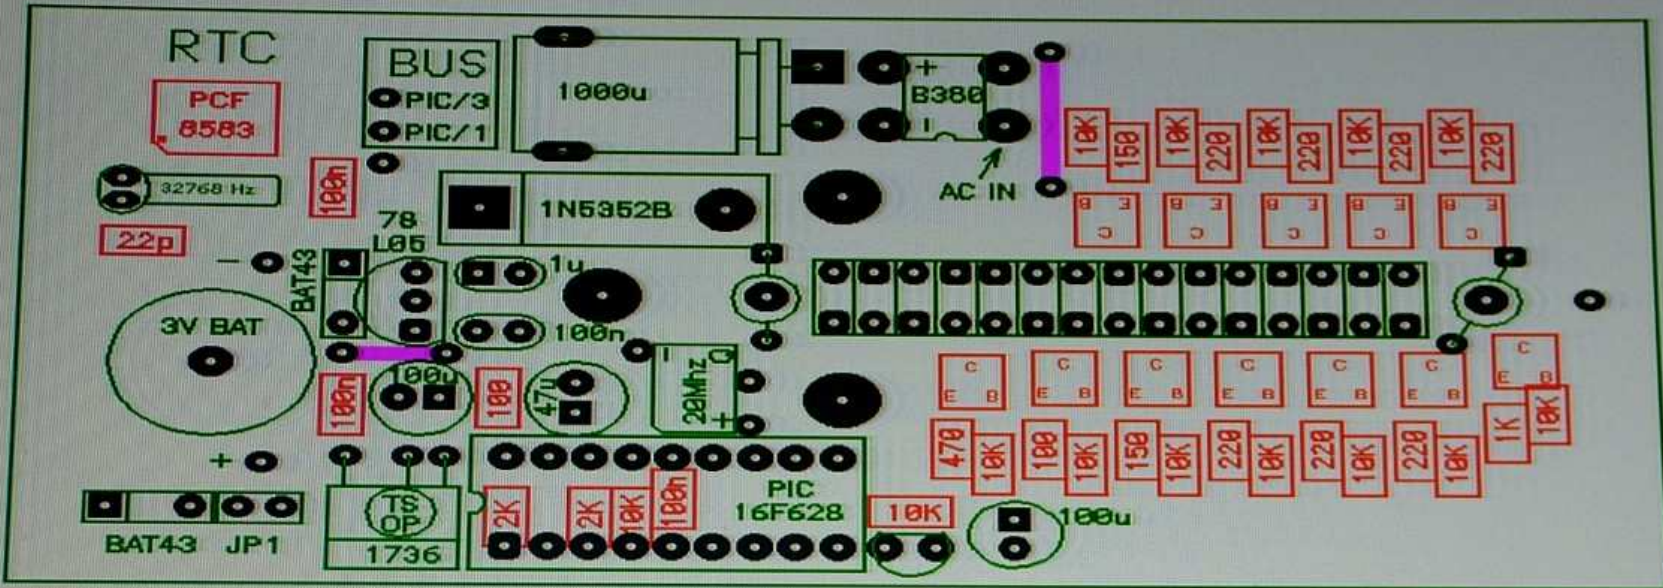 RTC
PCF
8583
32768 Hz
22p
100n
BUS
PIC/3
PIC/1
1000u
B380
+
-
AC IN
10K
150
10K
220
10K
220
10K
220
10K
220
B E
C
B E
C
B E
C
B E
C
B E
C
78
L05
BAT43
1N5352B
1u
100n
-
3V BAT
+
100n
100u
100
47u
20Mhz
-
+
Q
C
E B
C
E B
C
E B
C
E B
C
E B
C
E B
C
E B
470
10K
100
10K
150
10K
220
10K
220
10K
220
10K
1K
10K
BAT43 JP1
TS
OP
1736
2K
2K
10K
100n
PIC
16F628
10K
100u